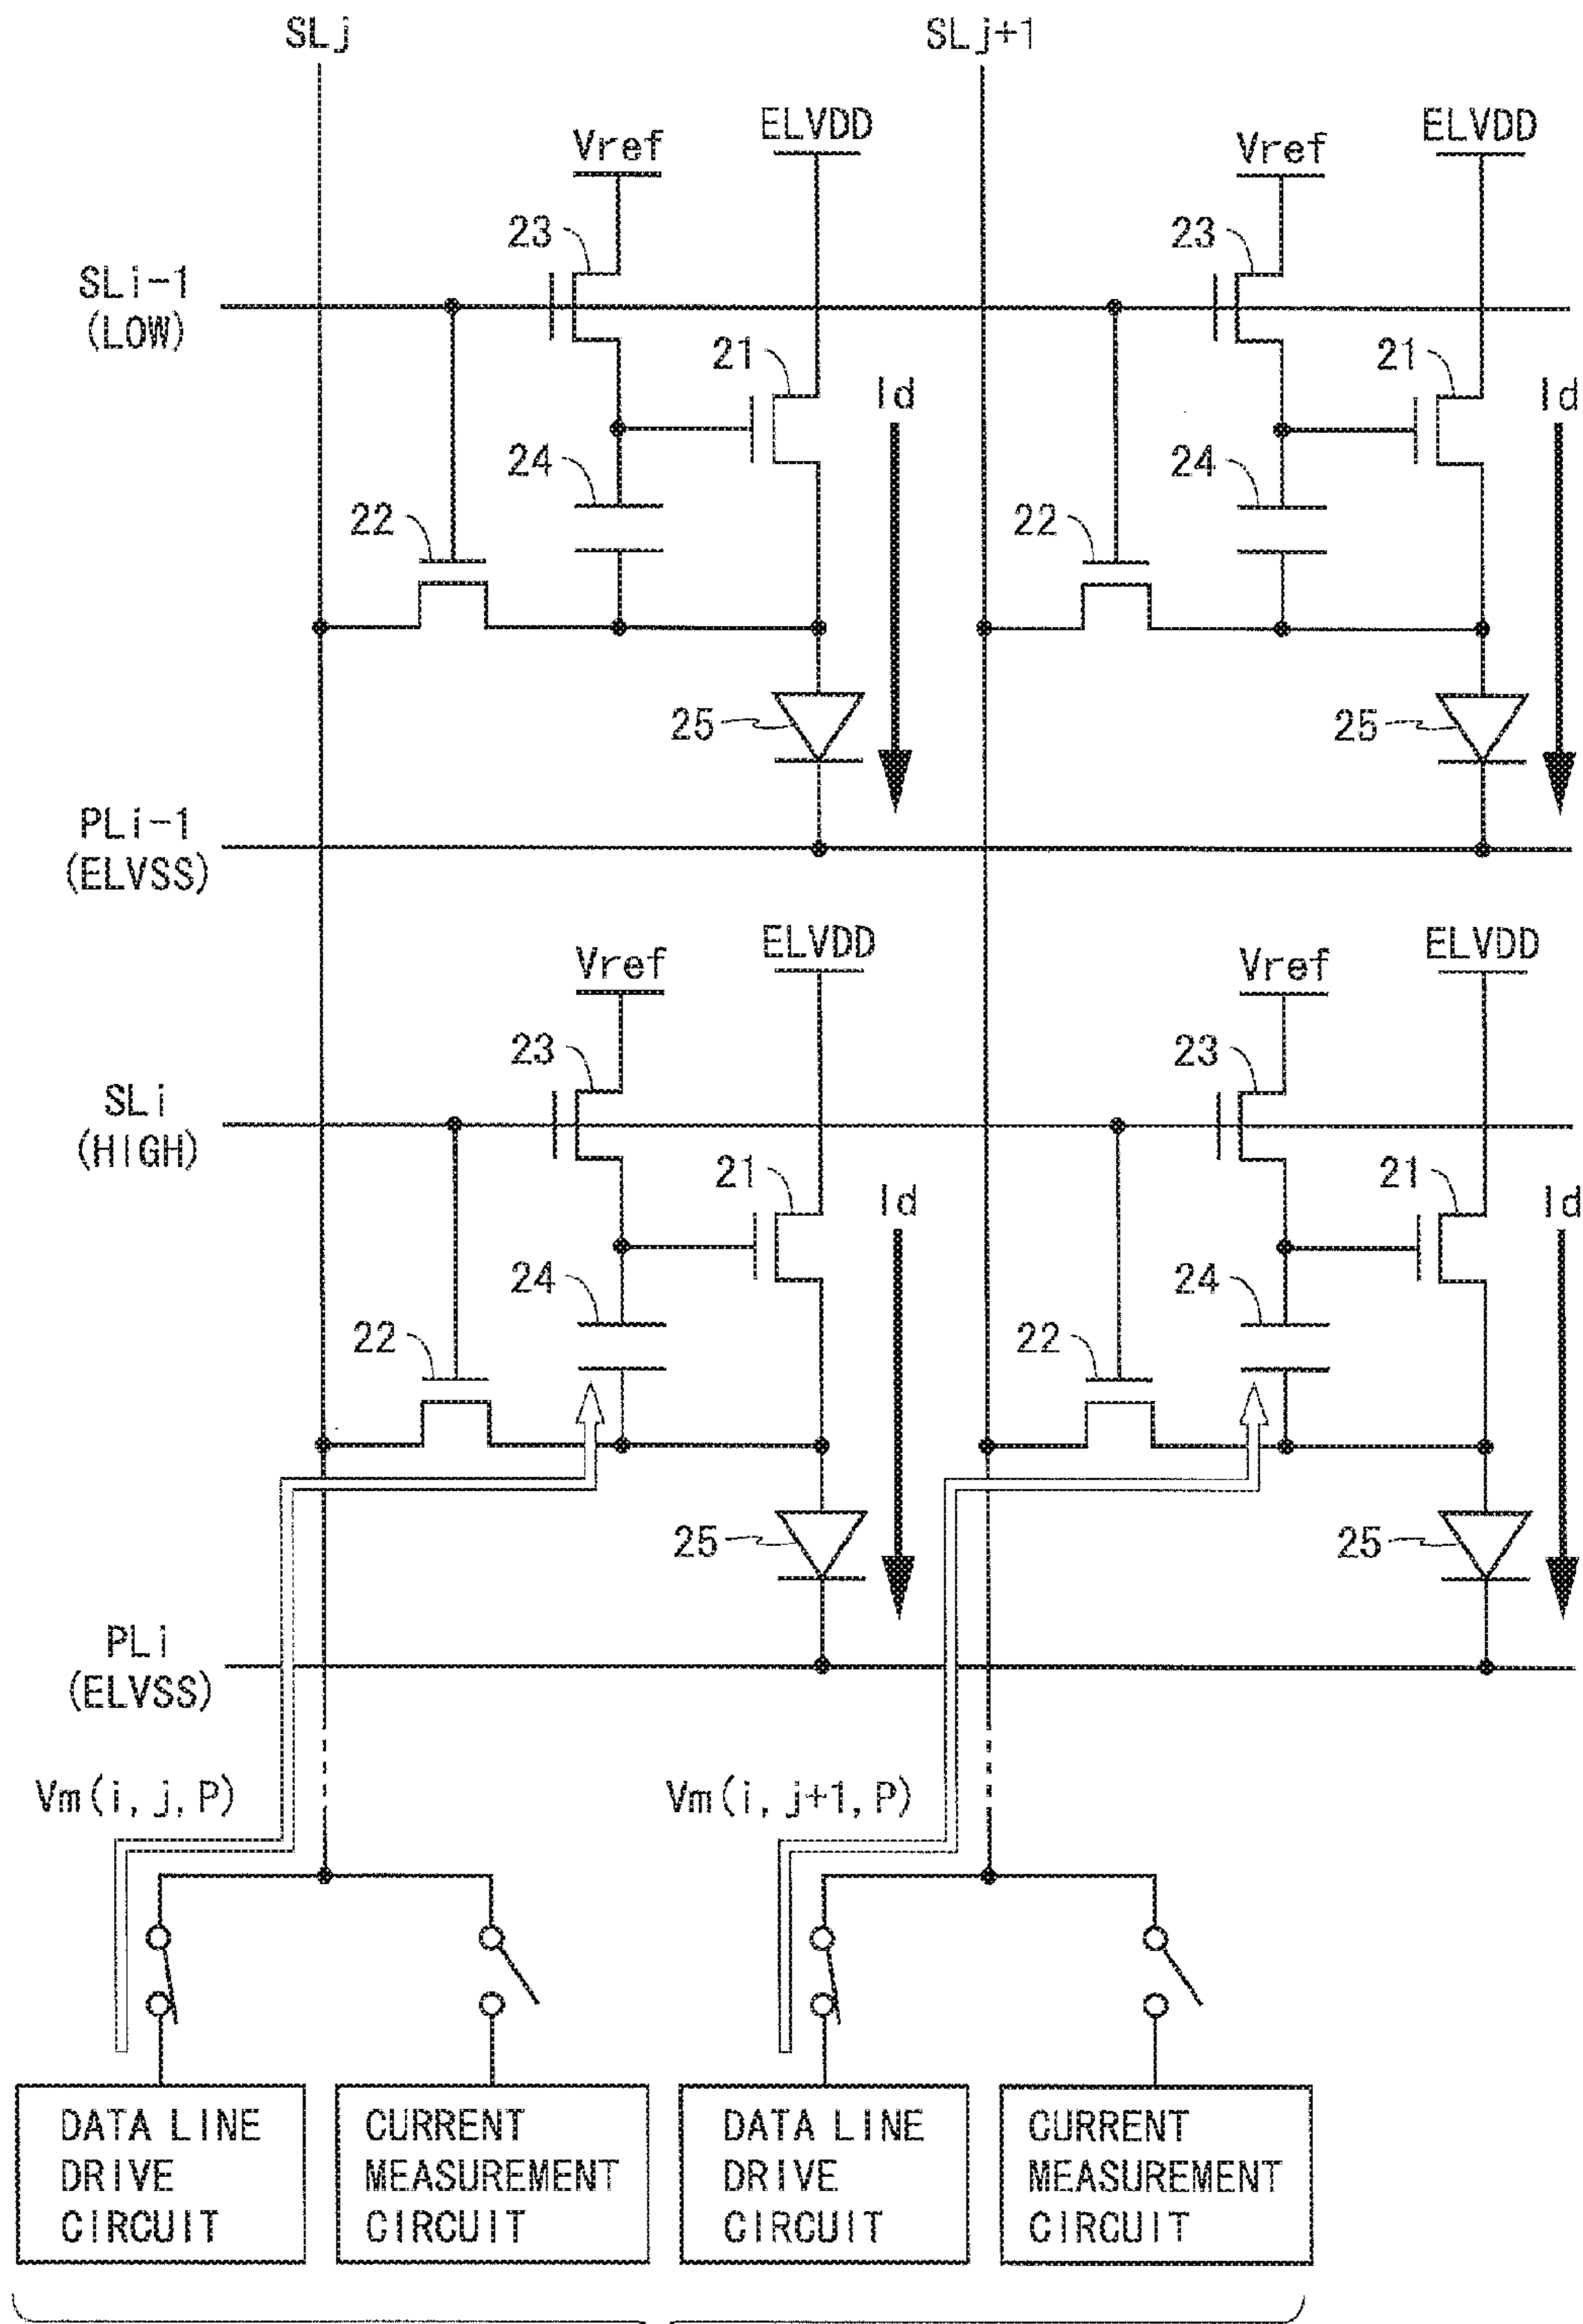 SLj
SLj+1
Vref
ELVDD
Vref
ELVDD
23
23
SLi-1
(LOW)
21
Id
21
Id
24
24
22
22
25
25
PLi-1
(ELVSS)
Vref
ELVDD
Vref
ELVDD
23
23
SLi
(HIGH)
21
Id
21
Id
24
24
22
22
25
25
PLi
(ELVSS)
Vm(i, j, P)
Vm(i, j+1, P)
DATA LINE
DRIVE
CIRCUIT
CURRENT
MEASUREMENT
CIRCUIT
DATA LINE
DRIVE
CIRCUIT
CURRENT
MEASUREMENT
CIRCUIT